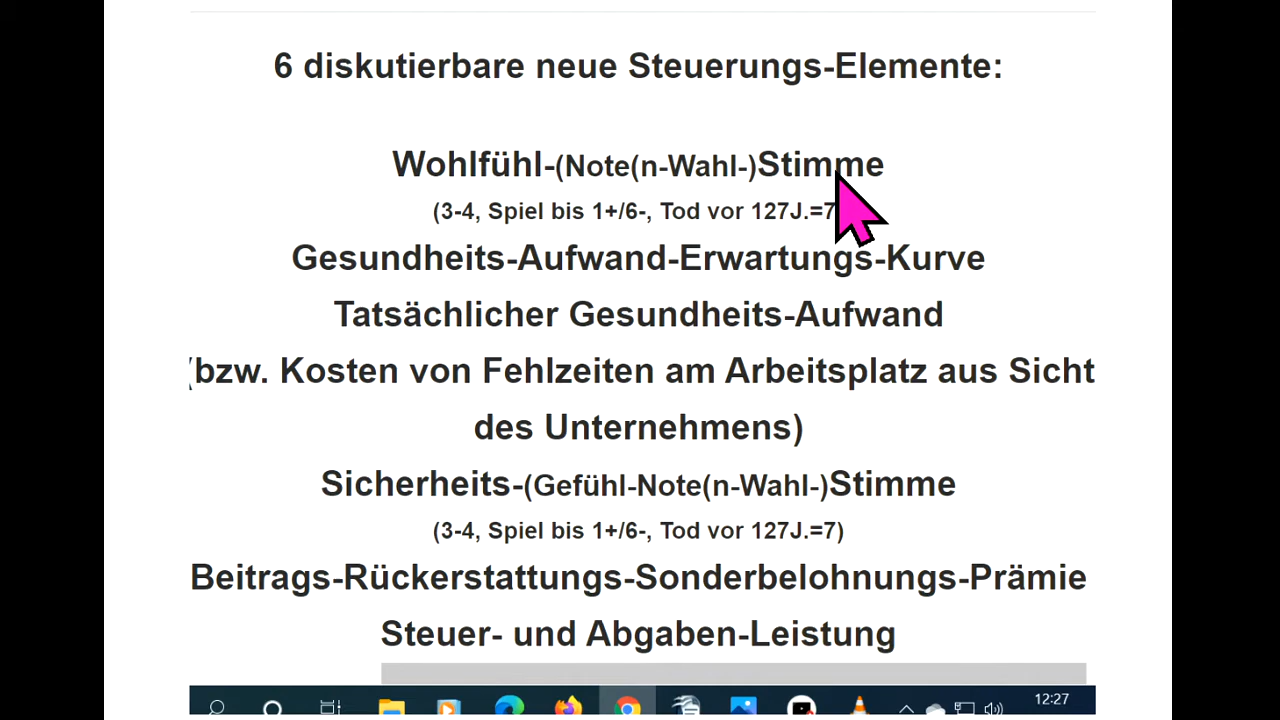 6 diskutierbare neue Steuerungs-Elemente:
Wohlfühl-(Note(n-Wahl-)Stimme
(3-4, Spiel bis 1+/6-, Tod vor 127J.=7
Gesundheits-Aufwand-Erwartungs-Kurve
Tatsächlicher Gesundheits-Aufwand
(bzw. Kosten von Fehlzeiten am Arbeitsplatz aus Sicht
des Unternehmens)
Sicherheits-(Gefühl-Note(n-Wahl-)Stimme
(3-4, Spiel bis 1+/6-, Tod vor 127J.=7)
Beitrags-Rückerstattungs-Sonderbelohnungs-Prämie
Steuer- und Abgaben-Leistung
12:27